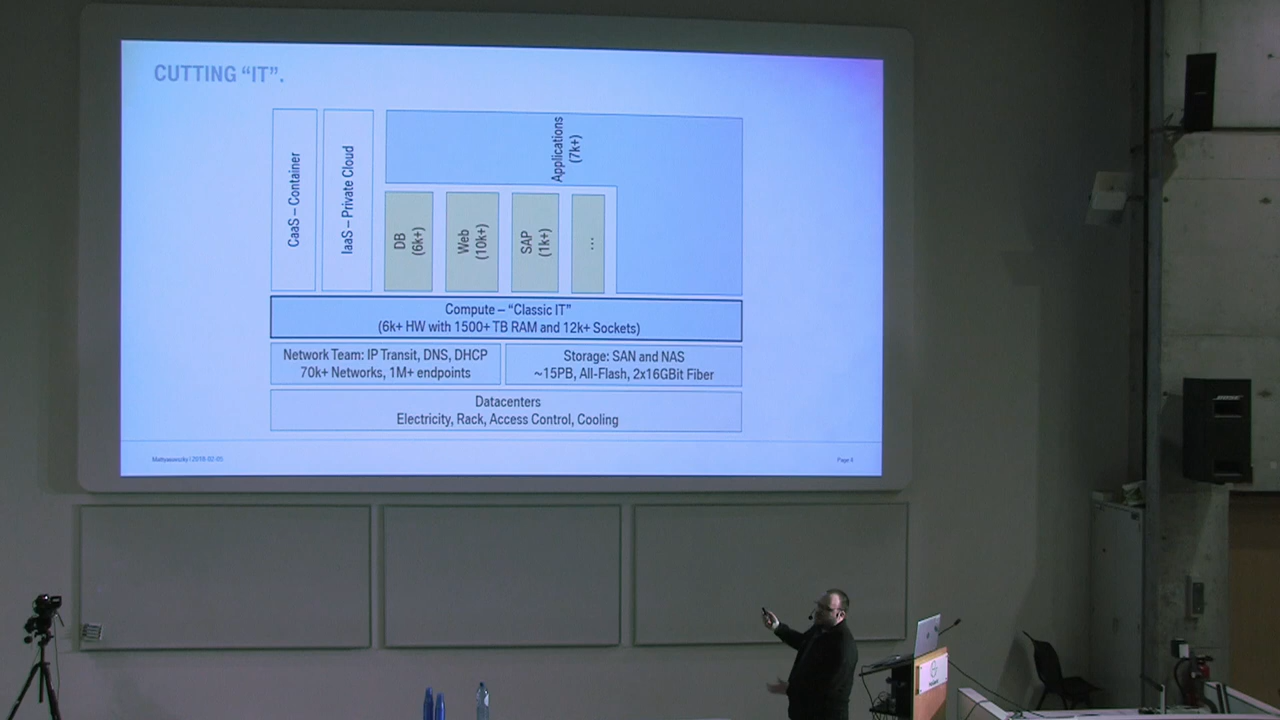 CUTTING “IT”.
CaaS – Container
IaaS – Private Cloud
Applications
(7k+)
DB
(6k+)
Web
(10k+)
SAP
(1k+)
...
Compute – “Classic IT”
(6k+ HW with 1500+ TB RAM and 12k+ Sockets)
Network Team: IP Transit, DNS, DHCP
70k+ Networks, 1M+ endpoints
Storage: SAN and NAS
~15PB, All-Flash, 2x16GBit Fiber
Datacenters
Electricity, Rack, Access Control, Cooling
Page 6